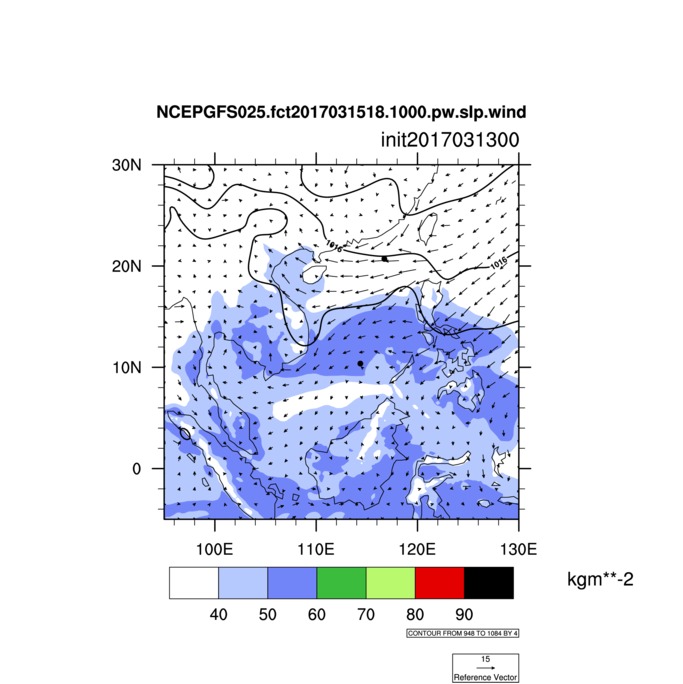 NCEPGFS025.fct2017031518.1000.pw.slp.wind
init2017031300
30N
1016
1016
20N
10N
0
100E 110E 120E 130E
kgm**-2
40 50 60 70 80 90
CONTOUR FROM 948 TO 1084 BY 4
15
Reference Vector